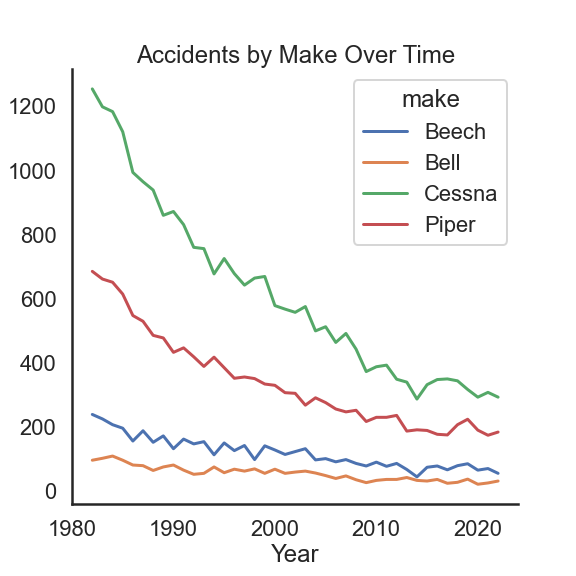 Accidents by Make Over Time
make
Beech
Bell
Cessna
Piper
1200
1000
800
600
400
200
0
1980 1990 2000 2010 2020
Year